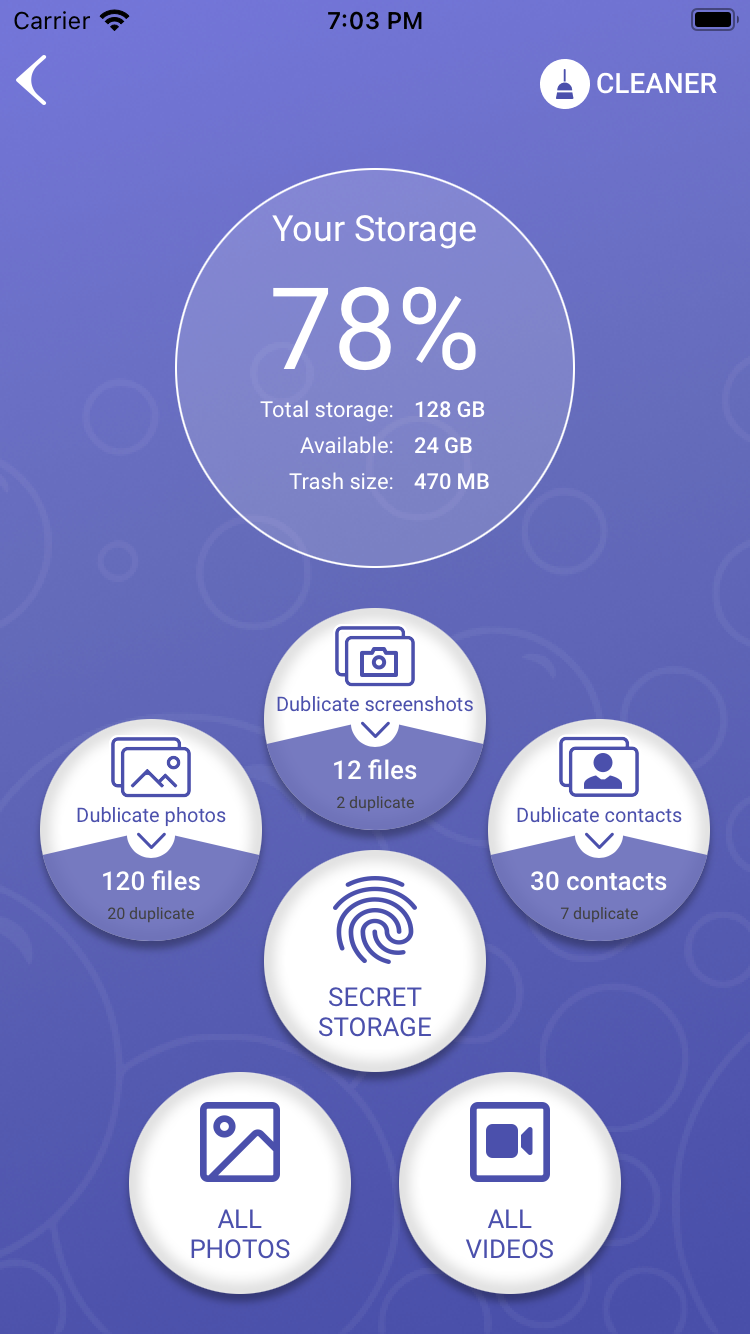 Carrier 7:03 PM
CLEANER
Your Storage
78%
Total storage: 128 GB
Available: 24 GB
Trash size: 470 MB
Dublicate screenshots
12 files
2 duplicate
Dublicate photos
120 files
20 duplicate
Dublicate contacts
30 contacts
7 duplicate
SECRET
STORAGE
ALL
PHOTOS
ALL
VIDEOS